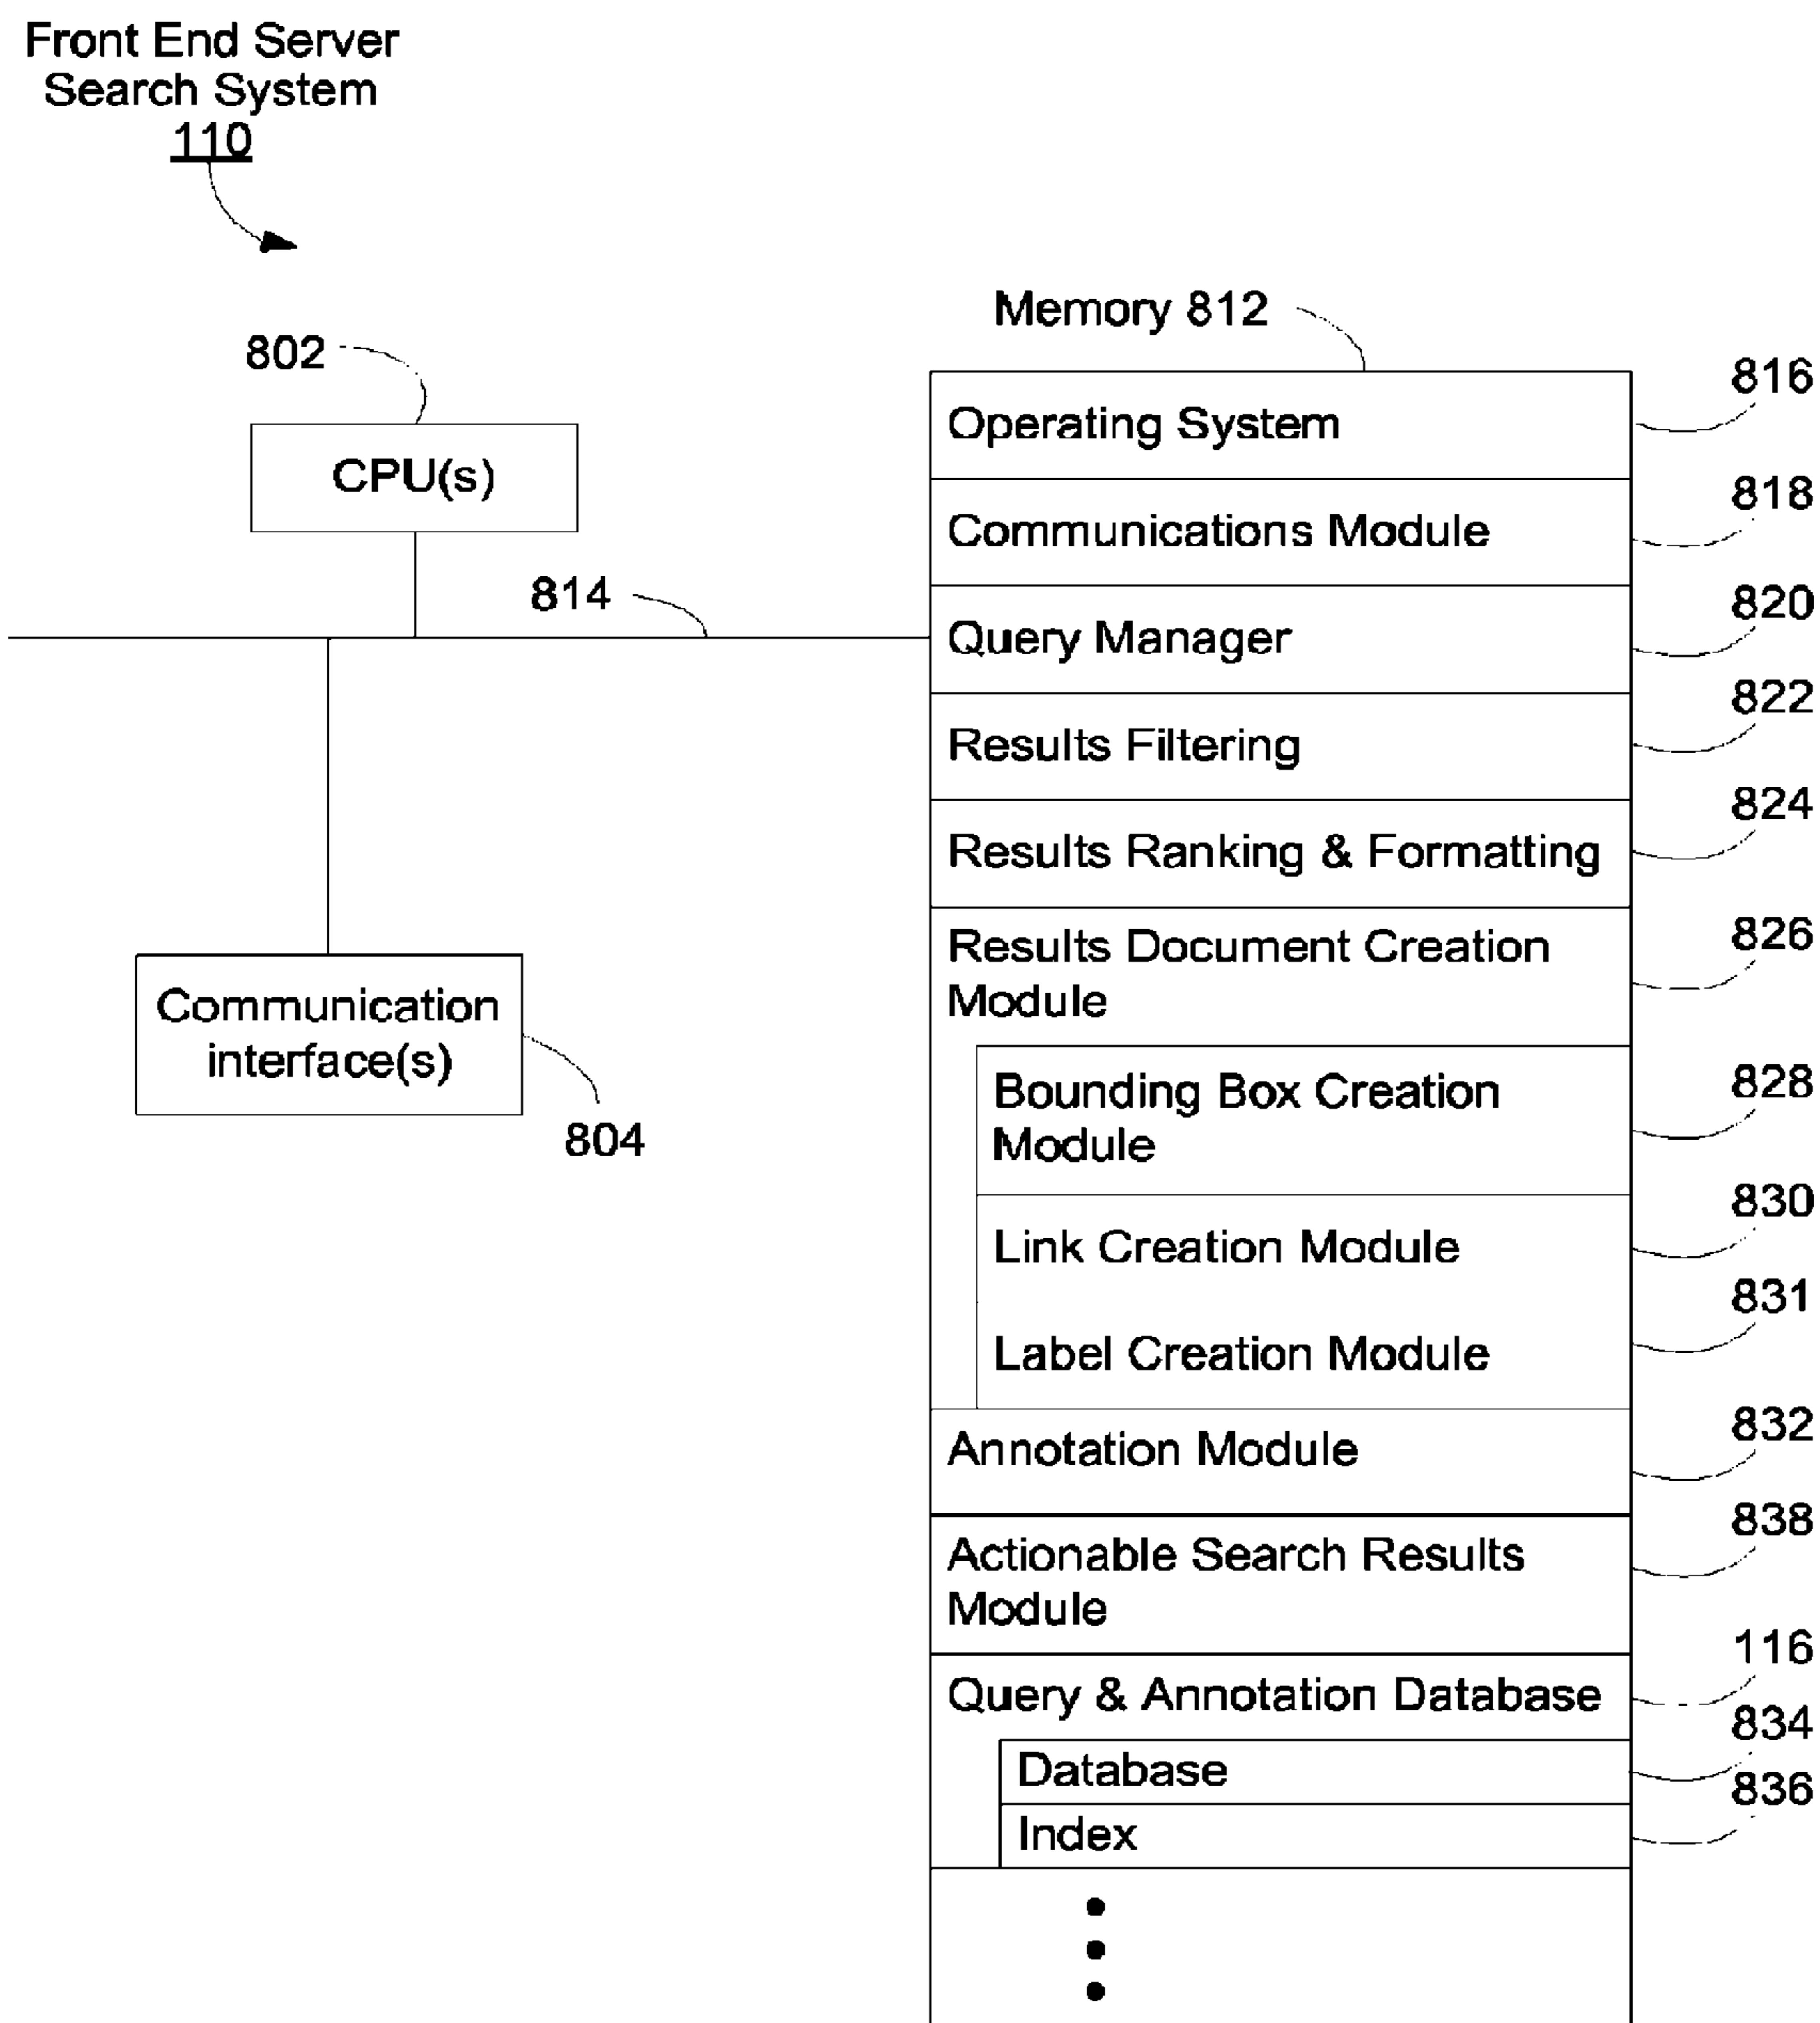 Front End Server
Search System
110
Memory 812
802
816
CPU(s)
Operating System
818
Communications Module
814
820
Query Manager
822
Results Filtering
824
Results Ranking & Formatting
826
Results Document Creation
Module
Communication
interface(s)
804
828
Bounding Box Creation
Module
830
Link Creation Module
831
Label Creation Module
832
Annotation Module
838
Actionable Search Results
Module
116
Query & Annotation Database
834
Database
836
Index